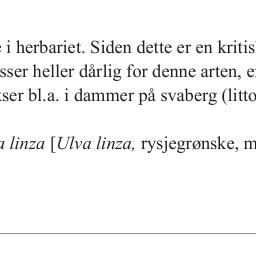 i herbariet. Siden dette er en kritis
sser heller dårlig for denne arten, e
ser bl.a. i dammer på svaberg (litto
linza [Ulva linza, rysjegrønske, m